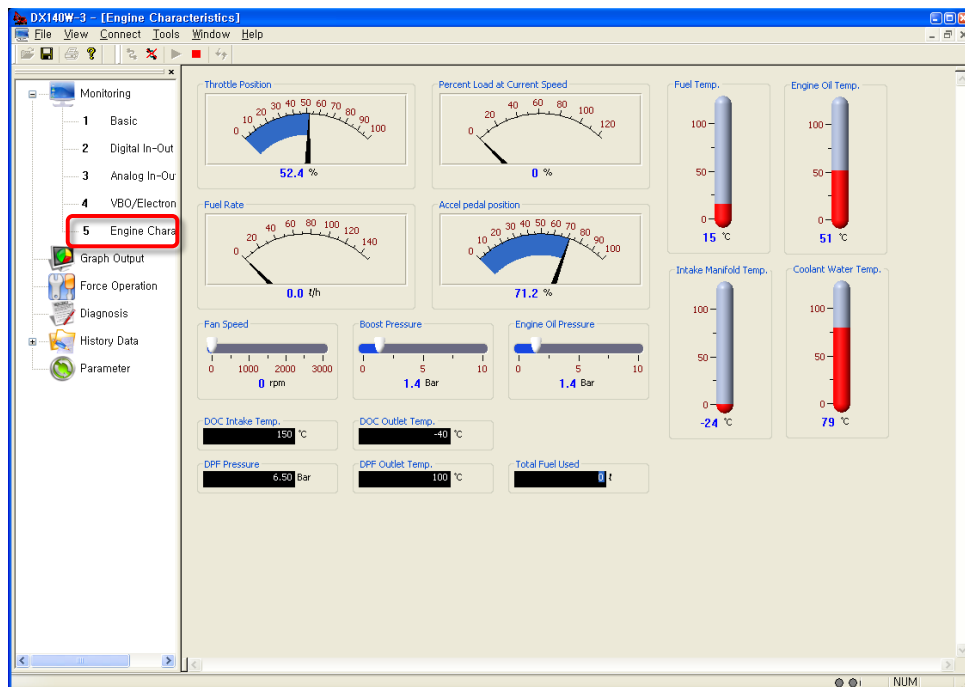 DX140W-3 - [Engine Characteristics]
File View Connect Tools Window Help
Monitoring
1 Basic
2 Digital In-Out
3 Analog In-Ou
4 VBO/Electron
5 Engine Chara
Graph Output
Force Operation
Diagnosis
History Data
Parameter
Throttle Position
0 10 20 30 40 50 60 70 80 90 100
52.4 %
Percent Load at Current Speed
0 20 40 60 80 100 120
0 %
Fuel Rate
0 20 40 60 80 100 120 140
0.0 ℓ/h
Accel pedal position
0 10 20 30 40 50 60 70 80 90 100
71.2 %
Fan Speed
0 1000 2000 3000
0 rpm
Boost Pressure
0 5 10
1.4 Bar
Engine Oil Pressure
0 5 10
1.4 Bar
DOC Intake Temp.
150 ℃
DOC Outlet Temp.
-40 ℃
DPF Pressure
6.50 Bar
DPF Outlet Temp.
100 ℃
Total Fuel Used
0 ℓ
Fuel Temp.
100
50
0
15 ℃
Engine Oil Temp.
100
50
0
51 ℃
Intake Manifold Temp.
100
50
0
-24 ℃
Coolant Water Temp.
100
50
0
79 ℃
NUM